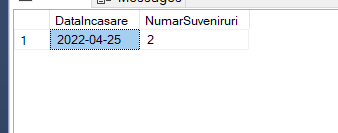 Messages
DataIncasare NumarSuveniruri
1 2022-04-25 2